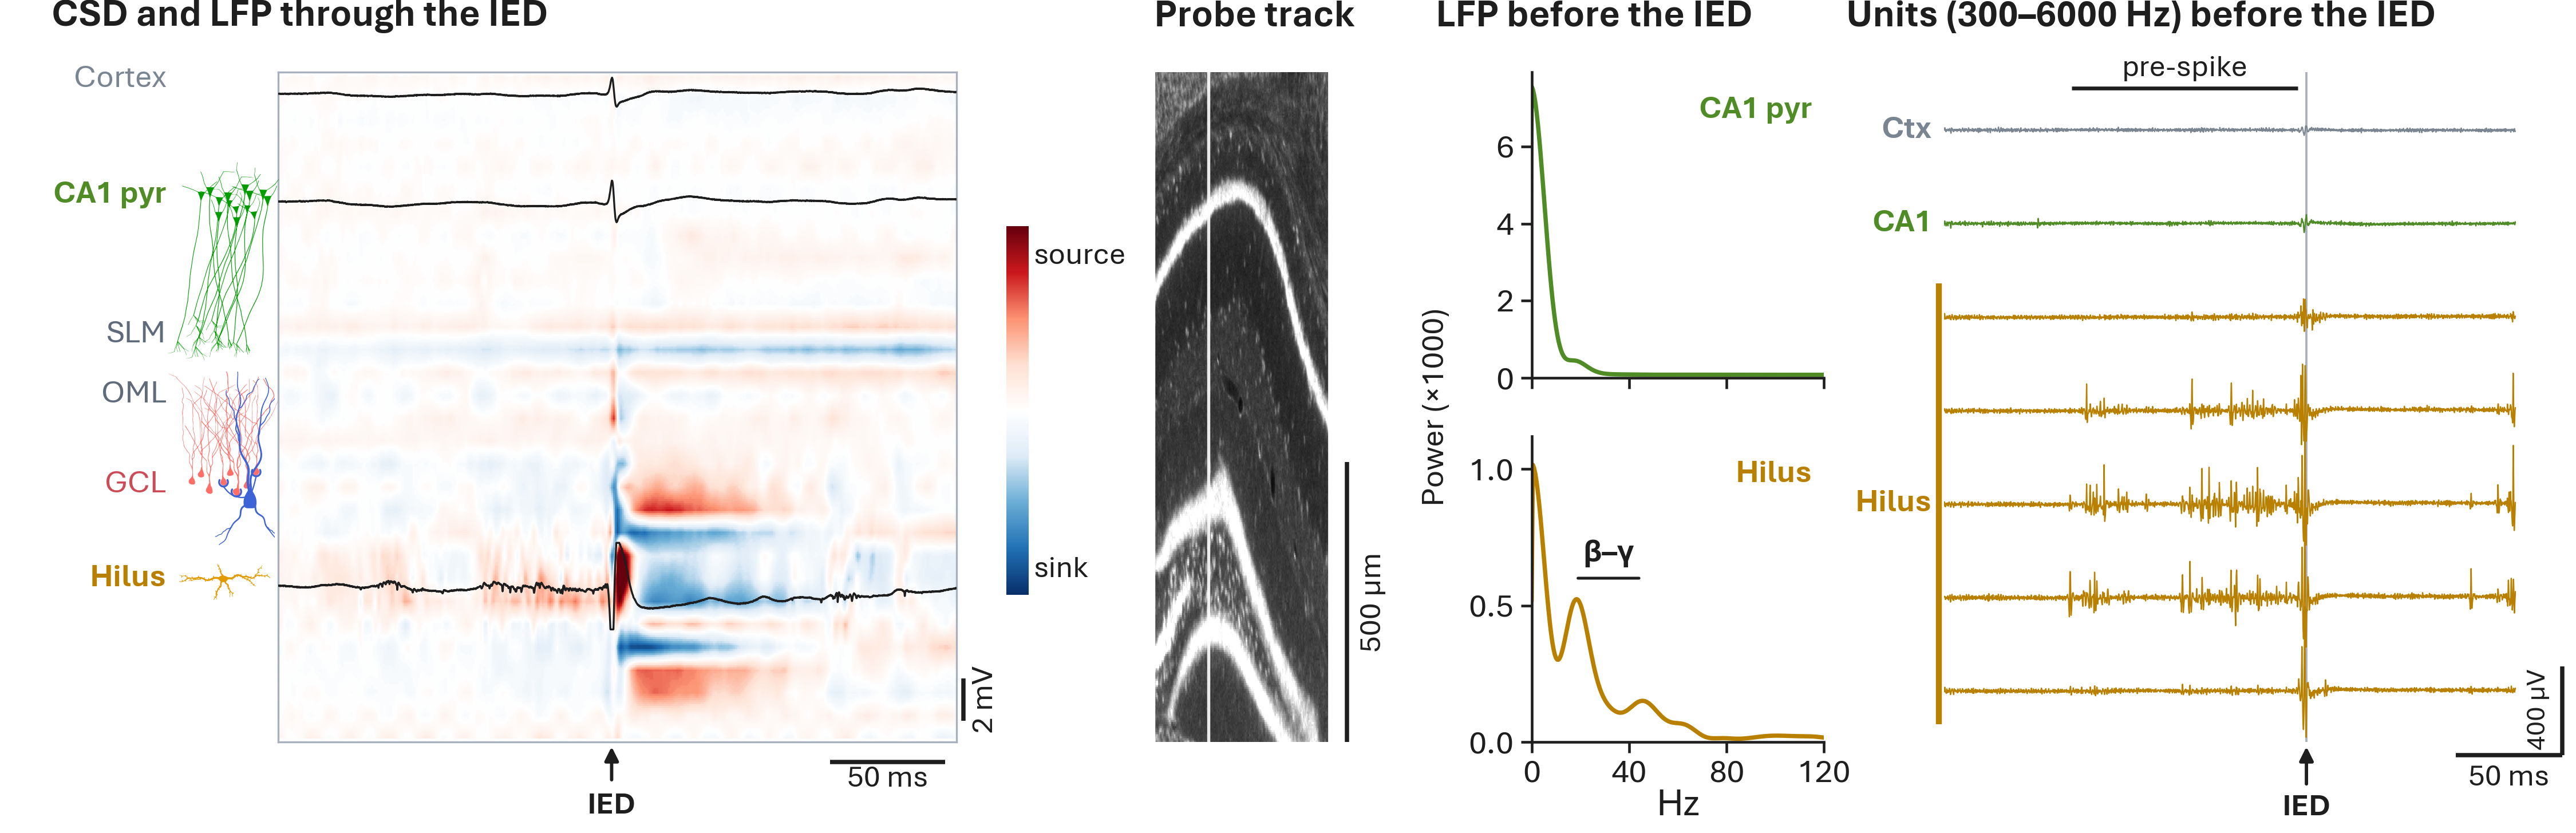 CSD and LFP through the IED
Cortex
CA1 pyr
SLM
OML
GCL
Hilus
source
sink
2 mV
50 ms
IED
Probe track
500 µm
LFP before the IED
CA1 pyr
6
4
2
0
Power (×1000)
Hilus
β–γ
1.0
0.5
0.0
0 40 80 120
Hz
Units (300–6000 Hz) before the IED
pre-spike
Ctx
CA1
Hilus
400 µV
50 ms
IED